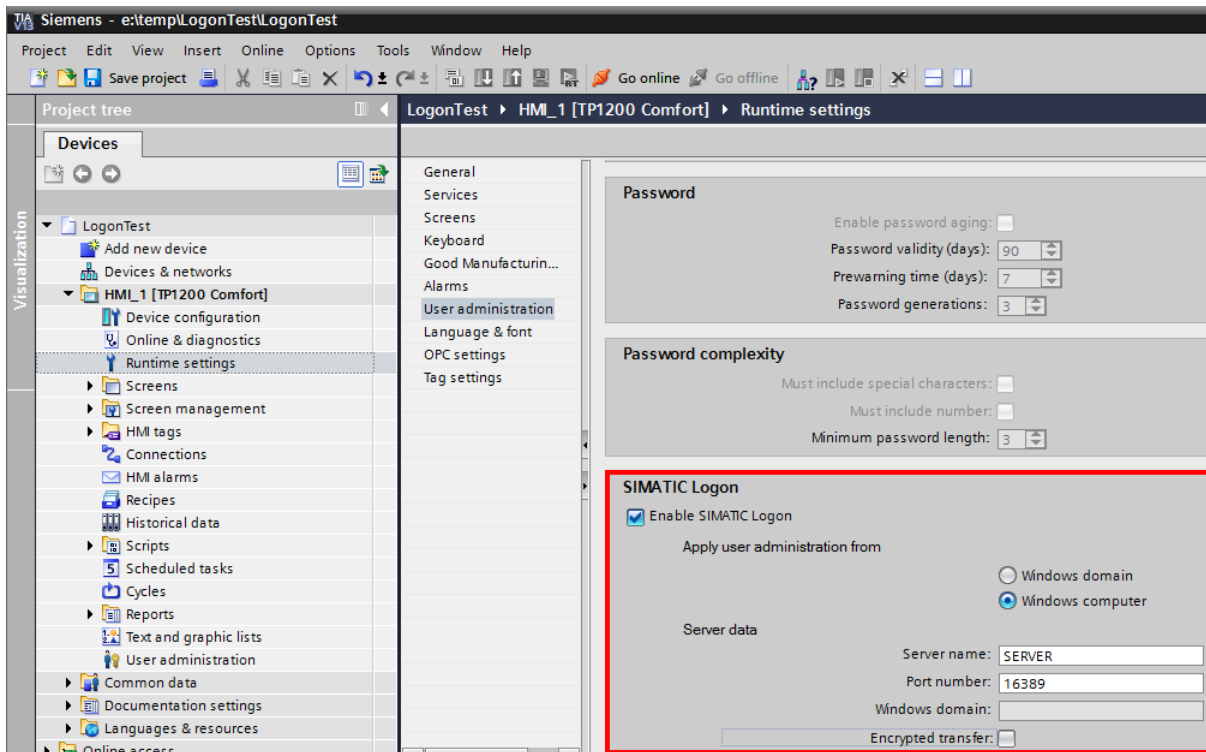 TIA V13 Siemens - e:\temp\LogonTest\LogonTest
Project Edit View Insert Online Options Tools Window Help
Save project Go online Go offline
Project tree
LogonTest HMI_1 [TP1200 Comfort] Runtime settings
Devices
Visualization
LogonTest
Add new device
Devices & networks
HMI_1 [TP1200 Comfort]
Device configuration
Online & diagnostics
Runtime settings
Screens
Screen management
HMI tags
Connections
HMI alarms
Recipes
Historical data
Scripts
Scheduled tasks
Cycles
Reports
Text and graphic lists
User administration
Common data
Documentation settings
Languages & resources
Online access
General
Services
Screens
Keyboard
Good Manufacturin...
Alarms
User administration
Language & font
OPC settings
Tag settings
Password
Enable password aging:
Password validity (days): 90
Prewarning time (days): 7
Password generations: 3
Password complexity
Must include special characters:
Must include number:
Minimum password length: 3
SIMATIC Logon
Enable SIMATIC Logon
Apply user administration from
Windows domain
Windows computer
Server data
Server name: SERVER
Port number: 16389
Windows domain:
Encrypted transfer: